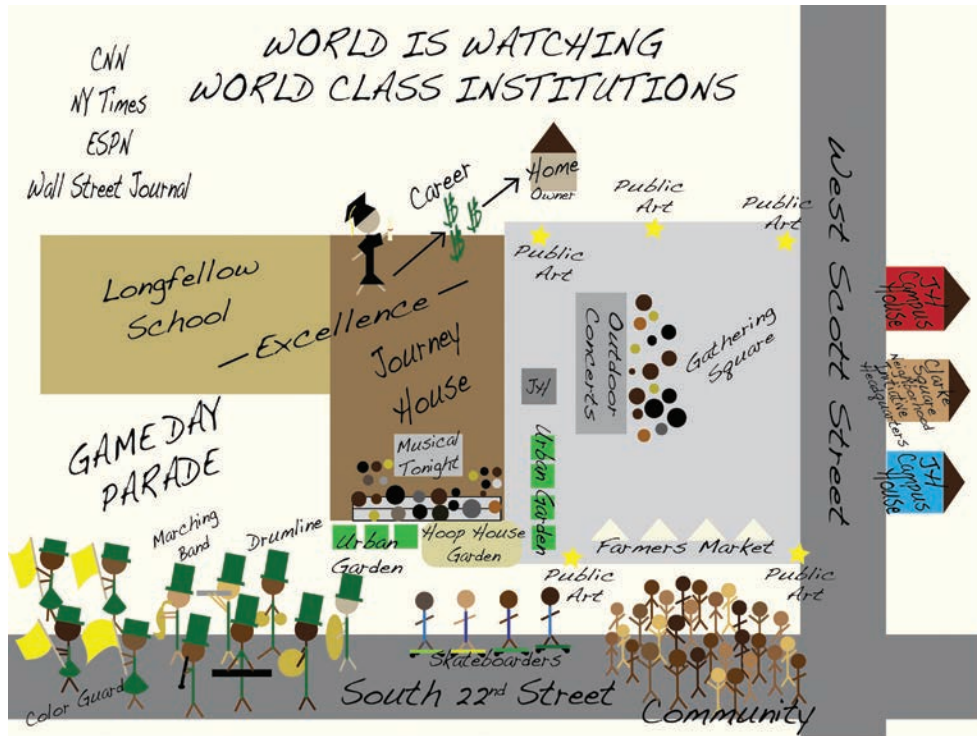 WORLD IS WATCHING
WORLD CLASS INSTITUTIONS
CNN
NY Times
ESPN
Wall Street Journal
Career
Home
Owner
Public
Art
Public
Art
Public
Art
Longfellow
School
— Excellence —
Journey
House
Musical
Tonight
Outdoor
Concerts
Gathering
Square
JH
Urban Garden
Urban
Garden
Hoop House
Garden
Farmers Market
Public
Art
Public
Art
West Scott Street
JH
Campus
House
Clarke
Square
Neighborhood
Initiative
Headquarters
JH
Campus
House
GAME DAY
PARADE
Marching
Band
Drumline
Color Guard
Skateboarders
South 22nd Street
Community